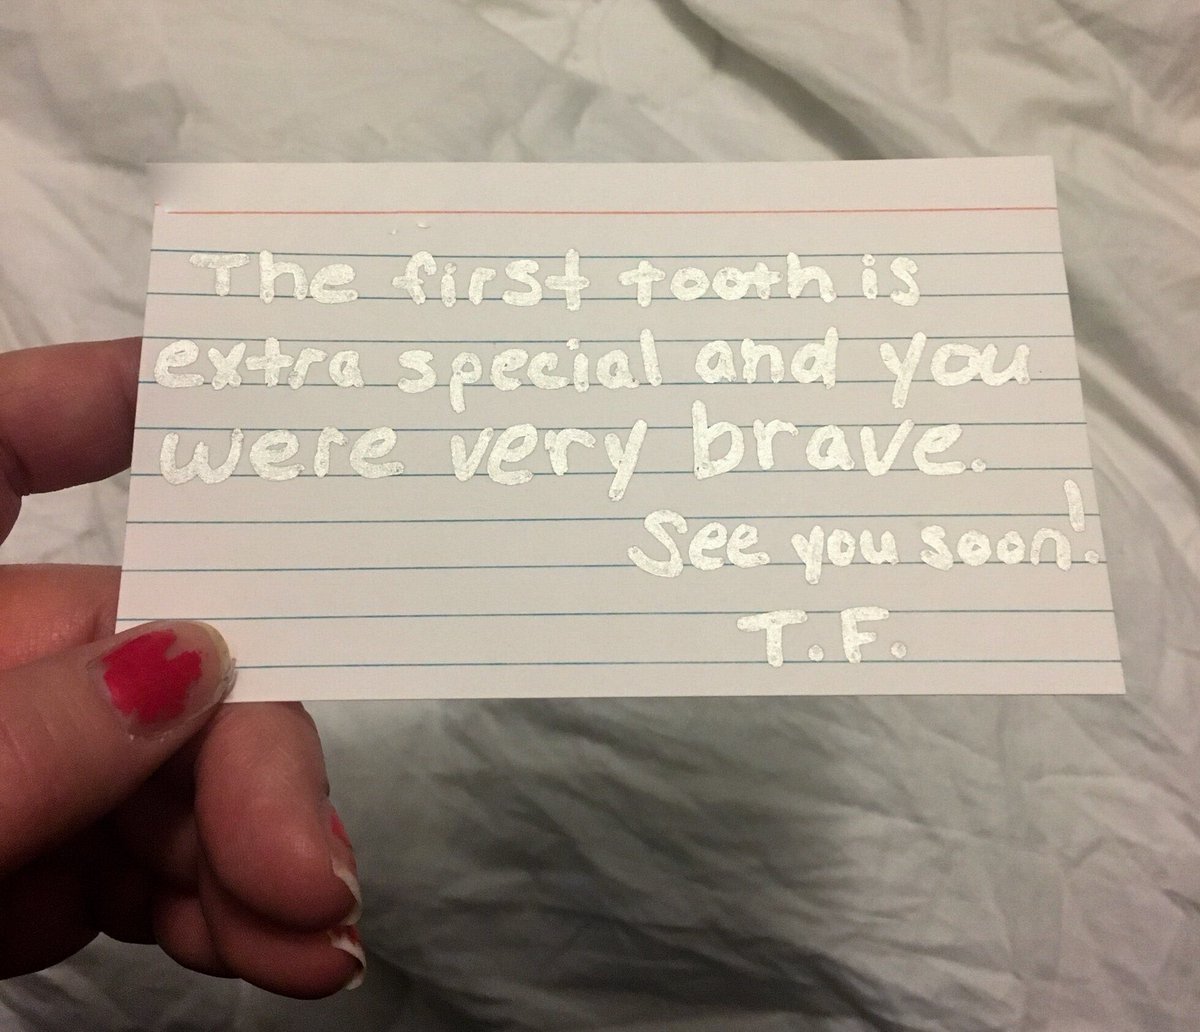 The first tooth is
extra special and you
were very brave.
See you soon!
T.F.